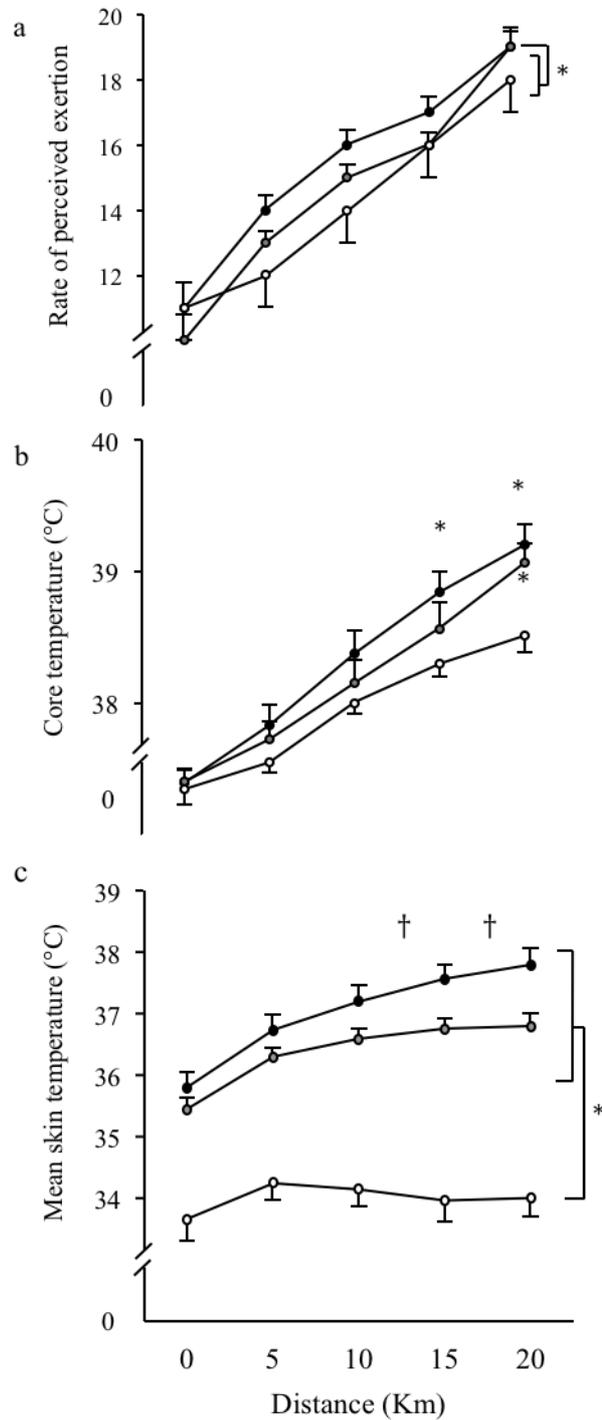 a
Rate of perceived exertion
20
18
16
14
12
0
*
b
Core temperature (°C)
40
39
38
0
*
*
*
c
Mean skin temperature (°C)
39
38
37
36
35
34
0
† †
*
0 5 10 15 20
Distance (Km)